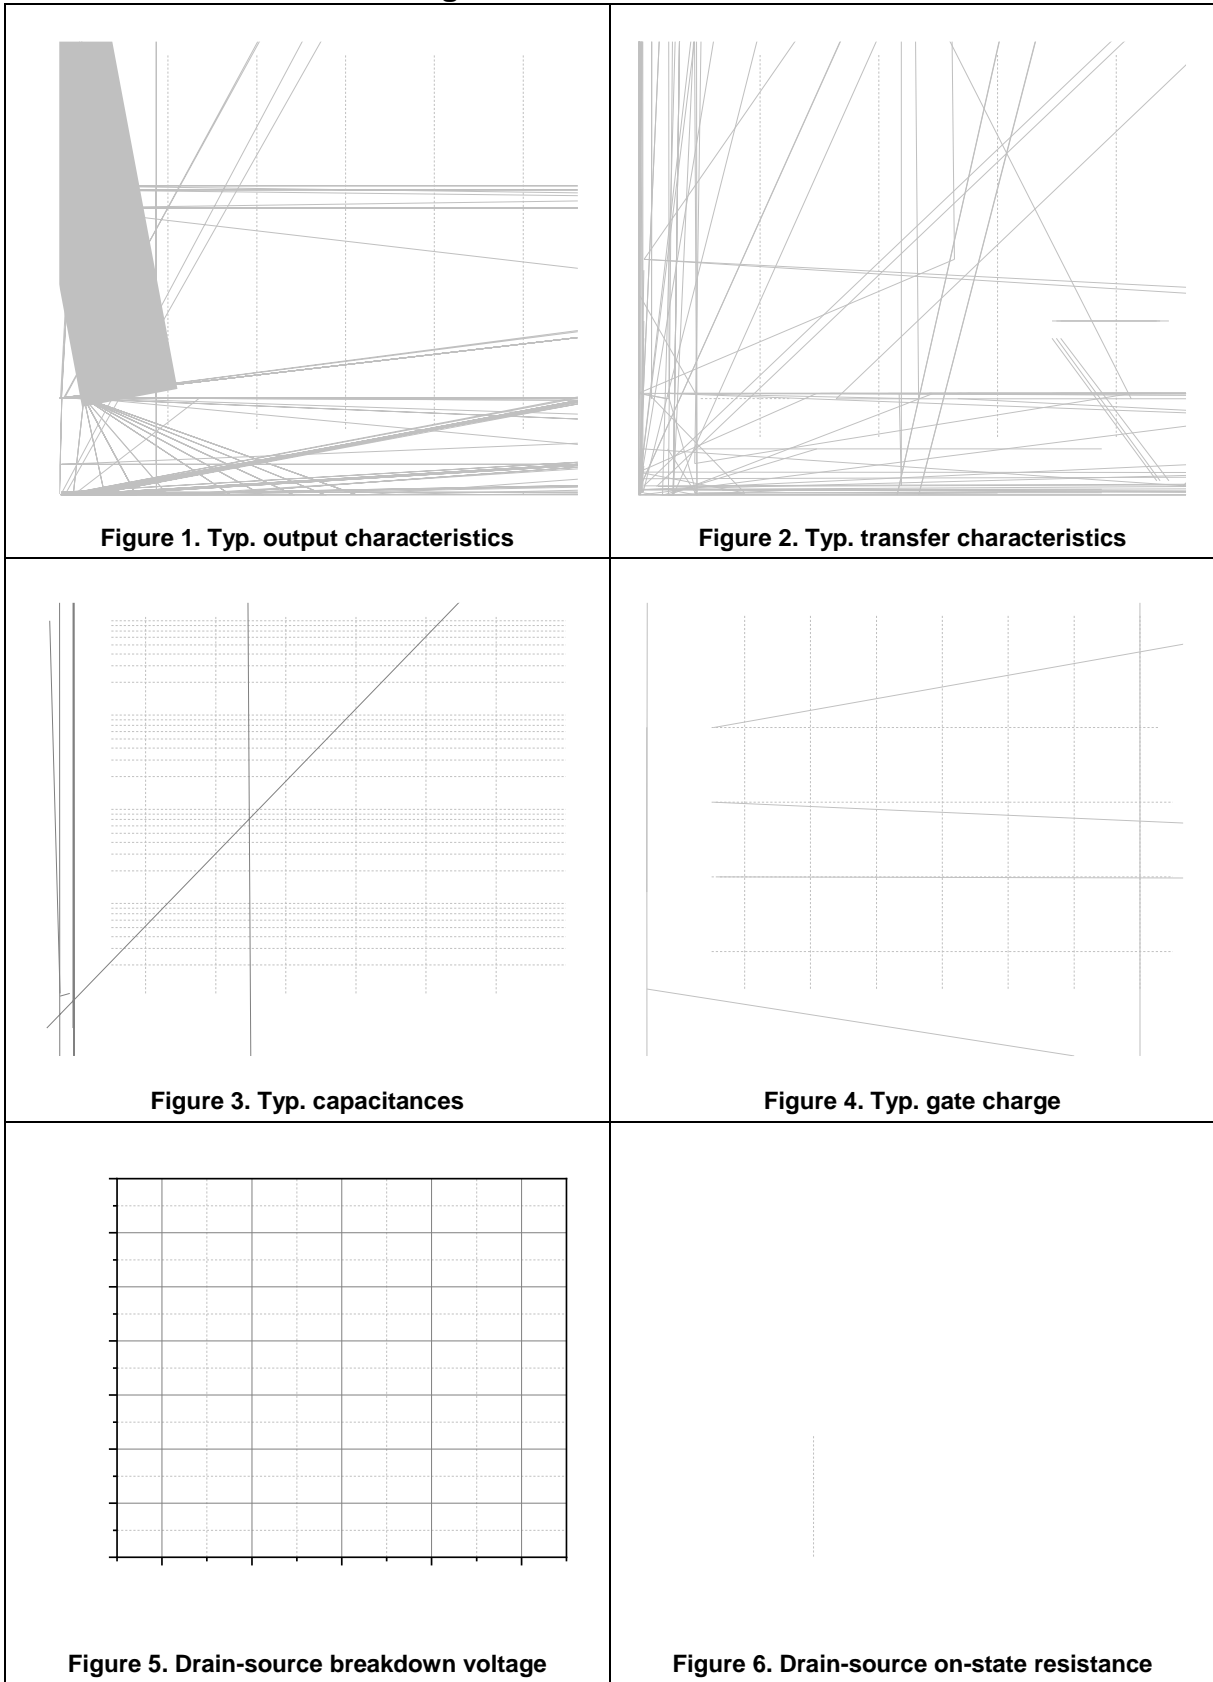 Figure 1. Typ. output characteristics
Figure 2. Typ. transfer characteristics
Figure 3. Typ. capacitances
Figure 4. Typ. gate charge
Figure 5. Drain-source breakdown voltage
Figure 6. Drain-source on-state resistance